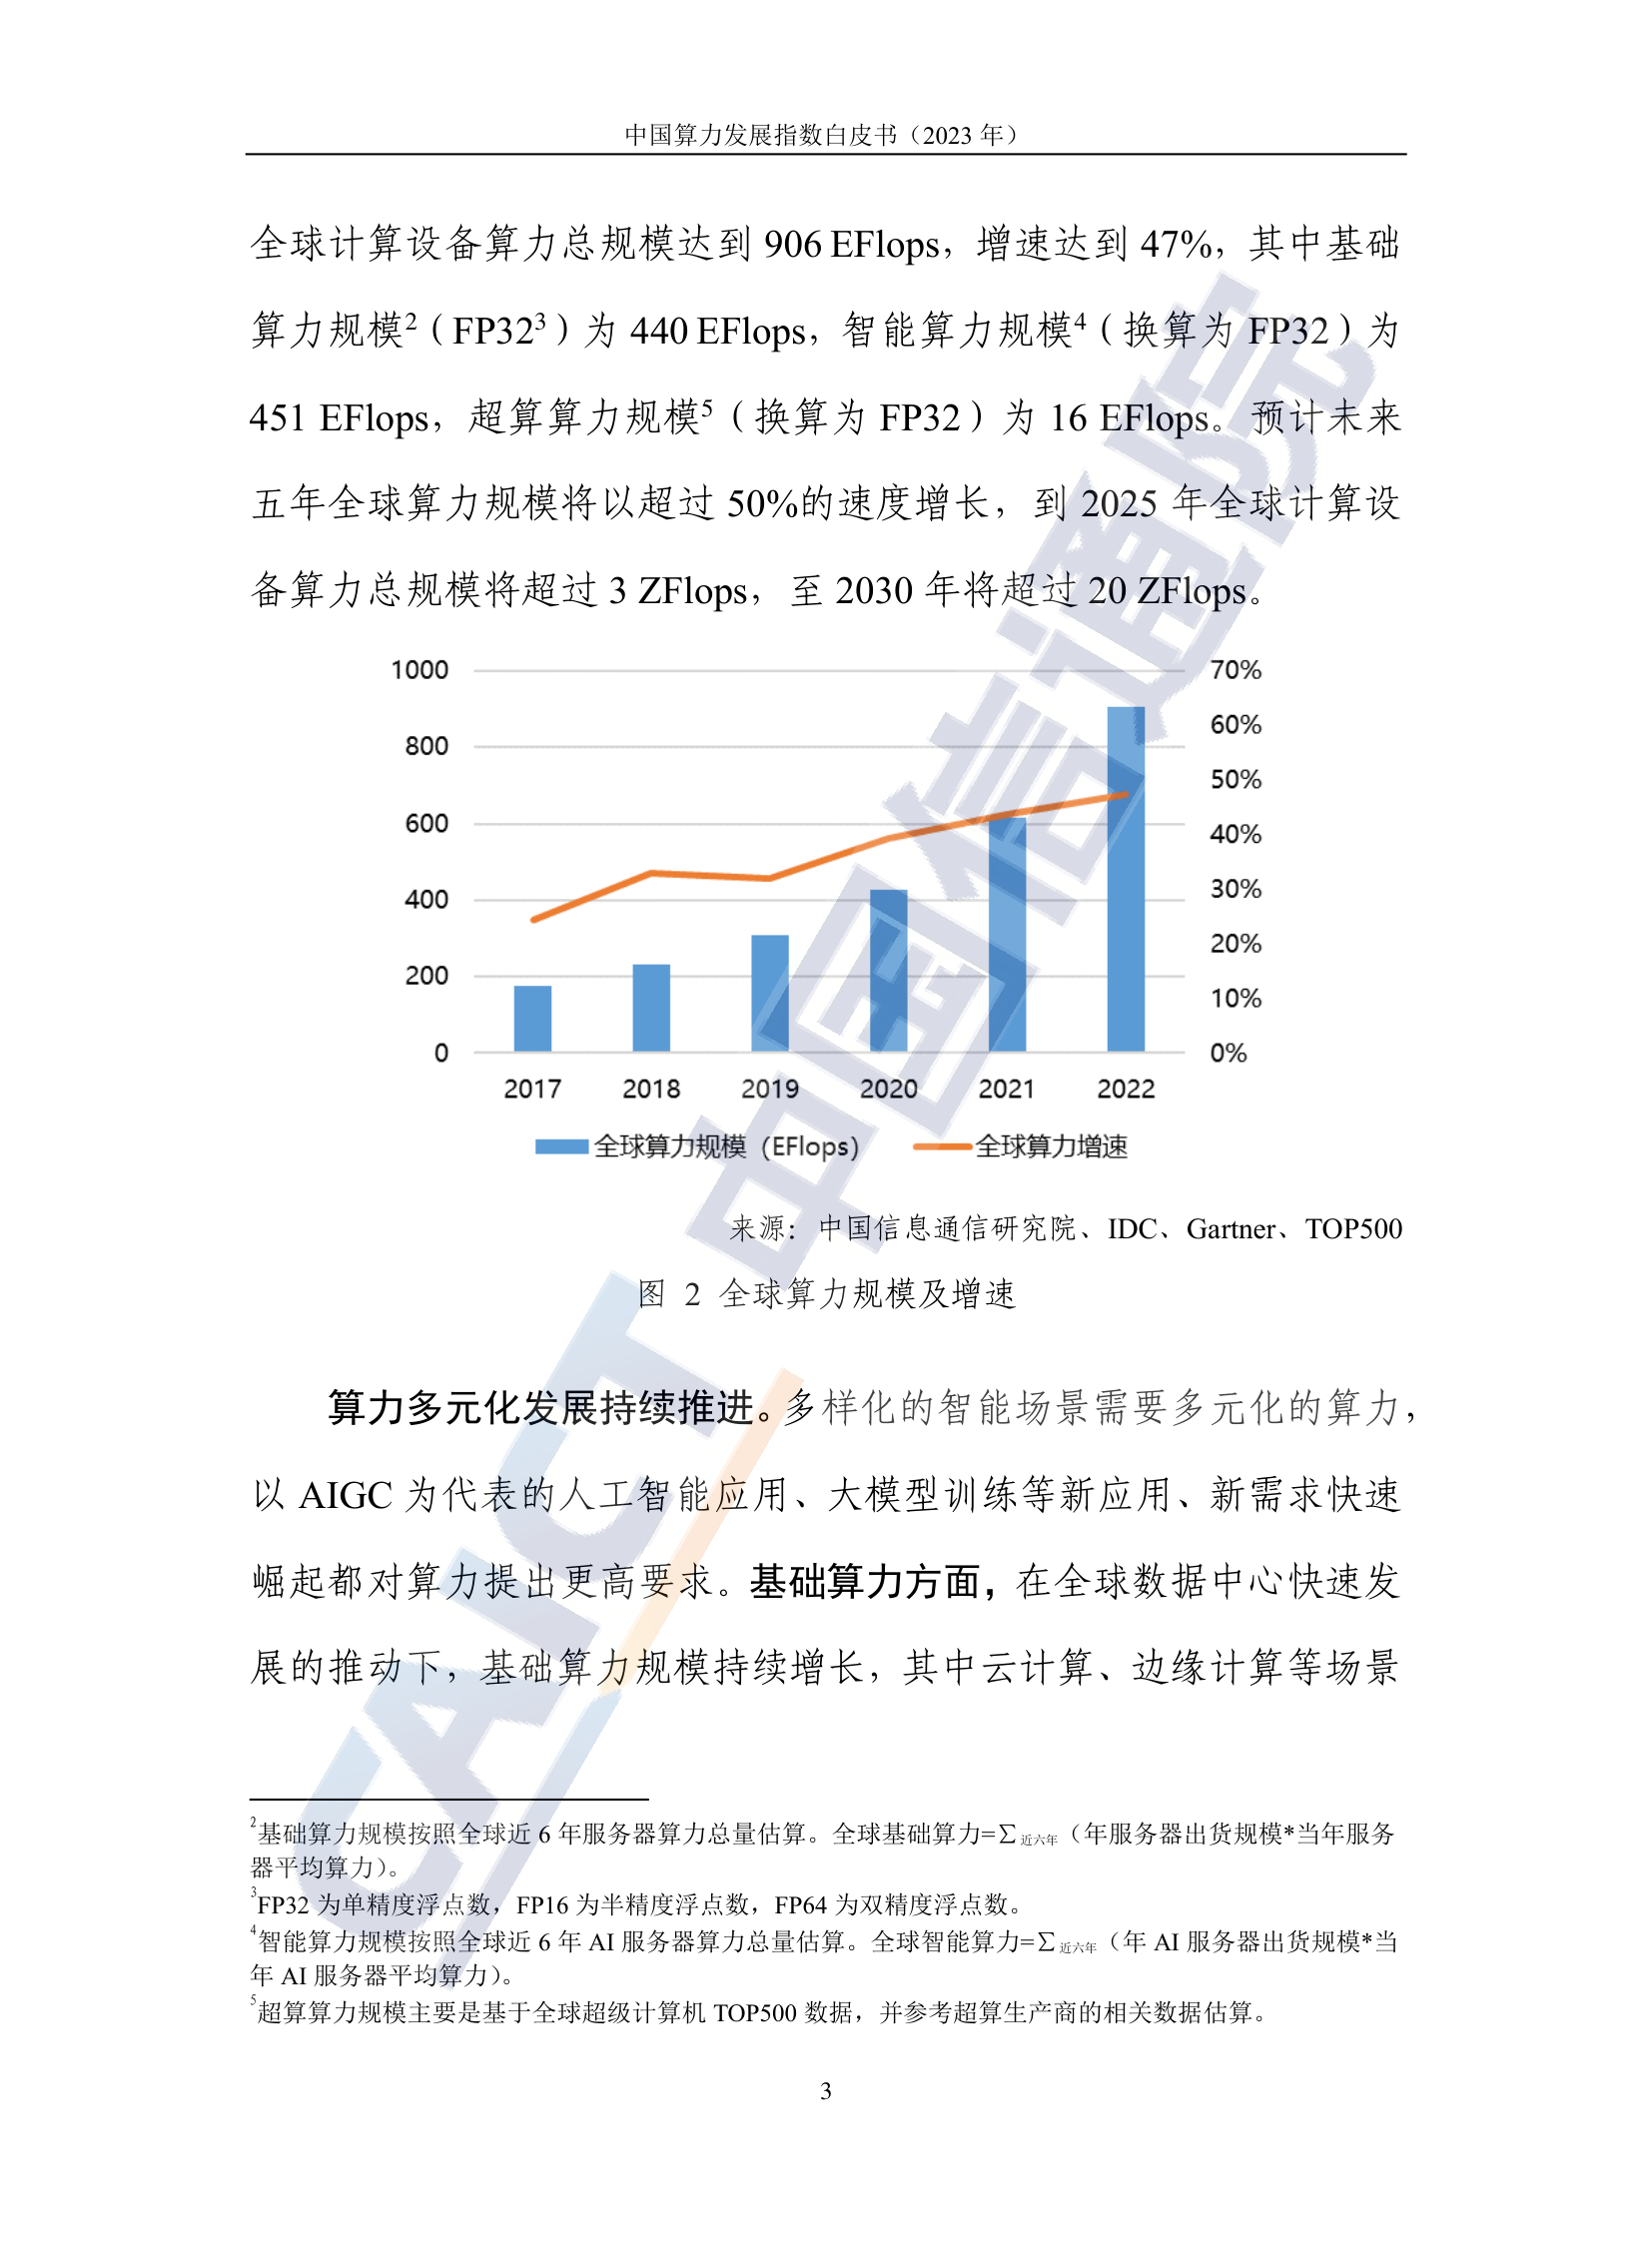 中国算力发展指数白皮书（2023 年）
全球计算设备算力总规模达到 906 EFlops，增速达到 47%，其中基础
算力规模²（FP32³）为 440 EFlops，智能算力规模⁴（换算为 FP32）为
451 EFlops，超算算力规模⁵（换算为 FP32）为 16 EFlops。预计未来
五年全球算力规模将以超过 50%的速度增长，到 2025 年全球计算设
备算力总规模将超过 3 ZFlops，至 2030 年将超过 20 ZFlops。
1000 70%
60%
800
50%
600
40%
400 30%
20%
200
10%
0 0%
2017 2018 2019 2020 2021 2022
全球算力规模（EFlops） 全球算力增速
来源：中国信息通信研究院、IDC、Gartner、TOP500
图 2 全球算力规模及增速
算力多元化发展持续推进。多样化的智能场景需要多元化的算力，
以 AIGC 为代表的人工智能应用、大模型训练等新应用、新需求快速
崛起都对算力提出更高要求。基础算力方面，在全球数据中心快速发
展的推动下，基础算力规模持续增长，其中云计算、边缘计算等场景
²基础算力规模按照全球近 6 年服务器算力总量估算。全球基础算力=∑近六年（年服务器出货规模*当年服务
器平均算力）。
³FP32 为单精度浮点数，FP16 为半精度浮点数，FP64 为双精度浮点数。
⁴智能算力规模按照全球近 6 年 AI 服务器算力总量估算。全球智能算力=∑近六年（年 AI 服务器出货规模*当
年 AI 服务器平均算力）。
⁵超算算力规模主要是基于全球超级计算机 TOP500 数据，并参考超算生产商的相关数据估算。
3
CAICT 中国信通院